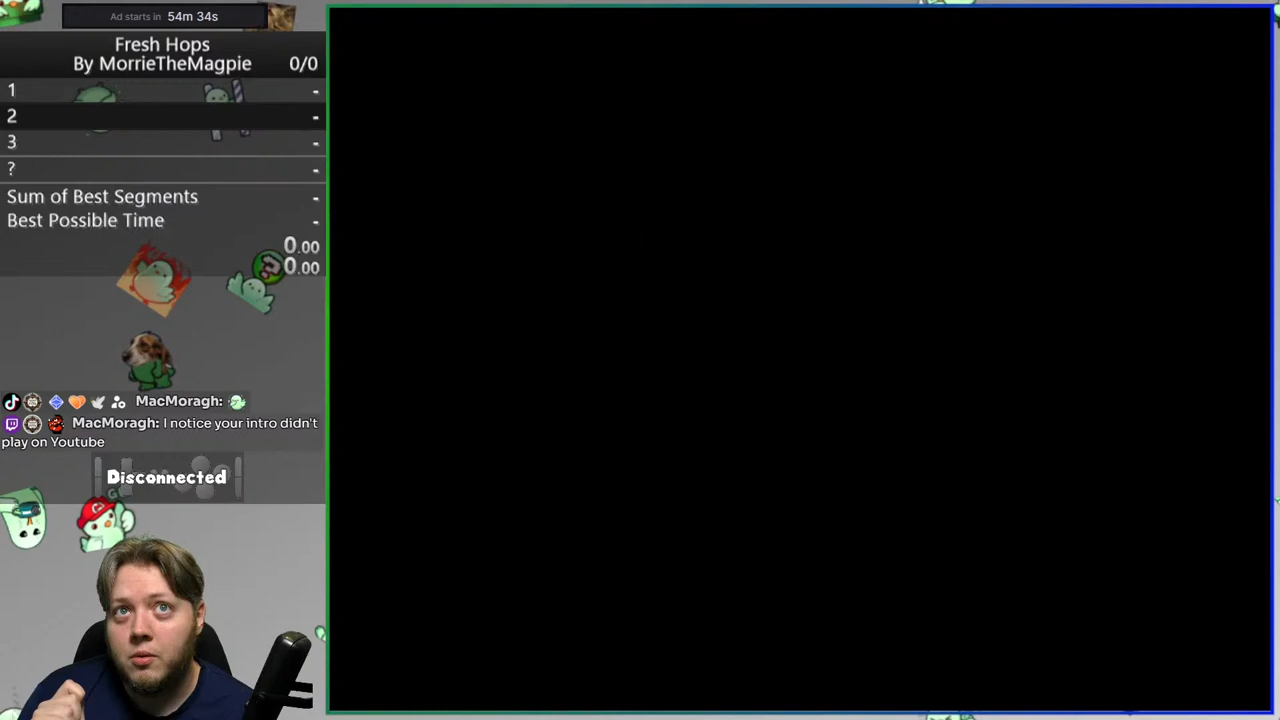 Ad starts in 54m 34s
Fresh Hops
By MorrieTheMagpie 0/0
1 -
2 -
3 -
? -
Sum of Best Segments -
Best Possible Time -
0.00
0.00
MacMoragh:
MacMoragh: I notice your intro didn't
play on Youtube
Disconnected